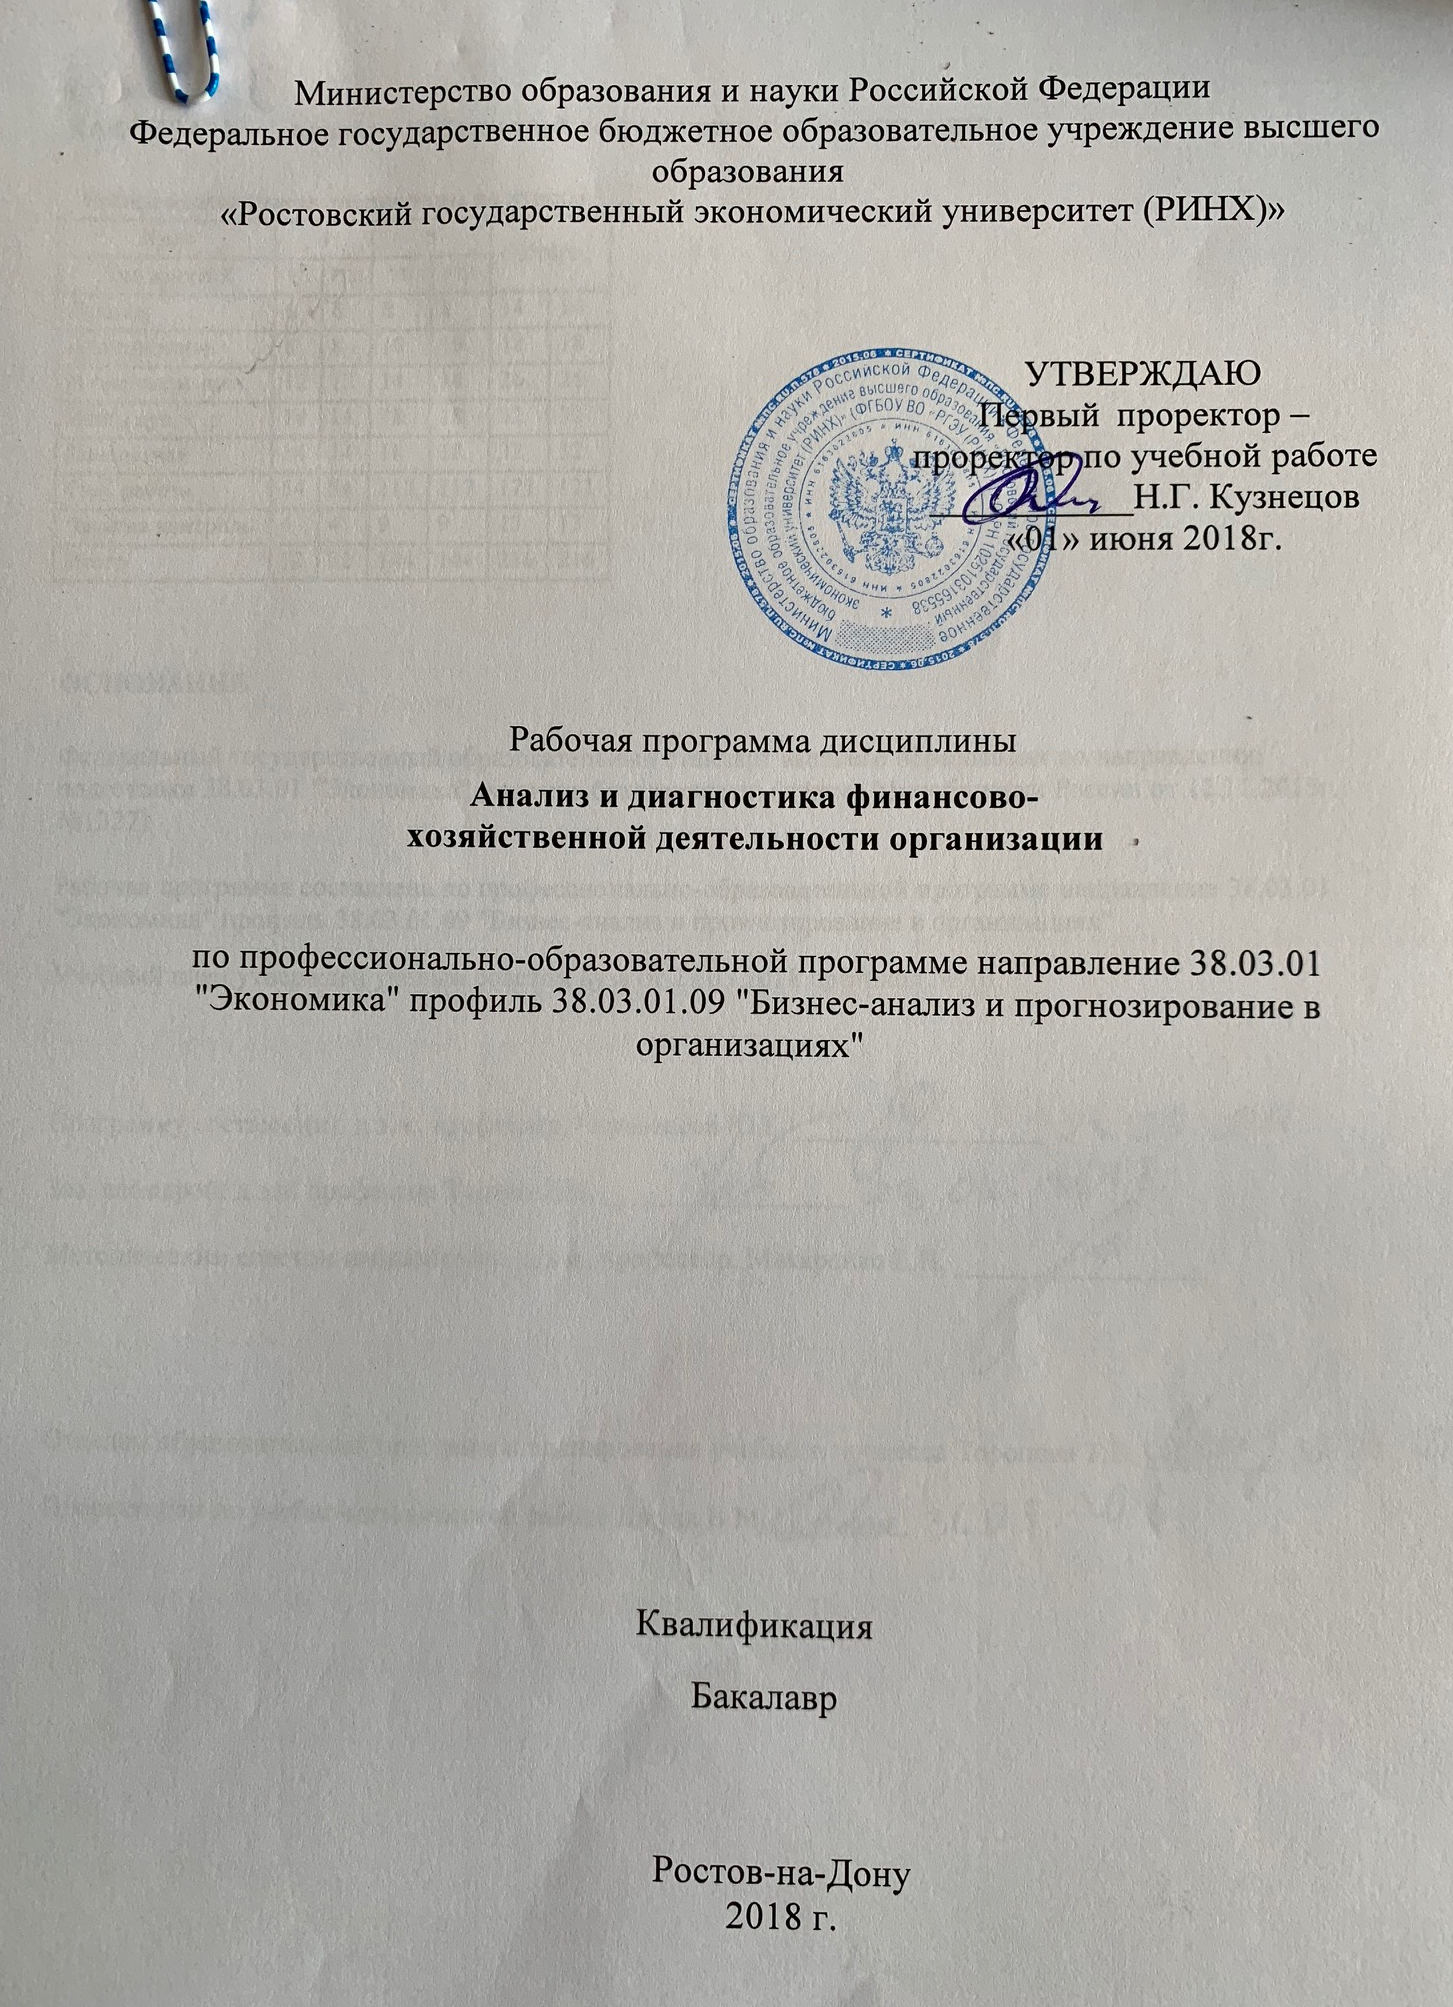 Министерство образования и науки Российской Федерации
Федеральное государственное бюджетное образовательное учреждение высшего
образования
«Ростовский государственный экономический университет (РИНХ)»
УТВЕРЖДАЮ
Первый проректор –
проректор по учебной работе
Н.Г. Кузнецов
«01» июня 2018г.
Рабочая программа дисциплины
Анализ и диагностика финансово-
хозяйственной деятельности организации
по профессионально-образовательной программе направление 38.03.01
"Экономика" профиль 38.03.01.09 "Бизнес-анализ и прогнозирование в
организациях"
Квалификация
Бакалавр
Ростов-на-Дону
2018 г.